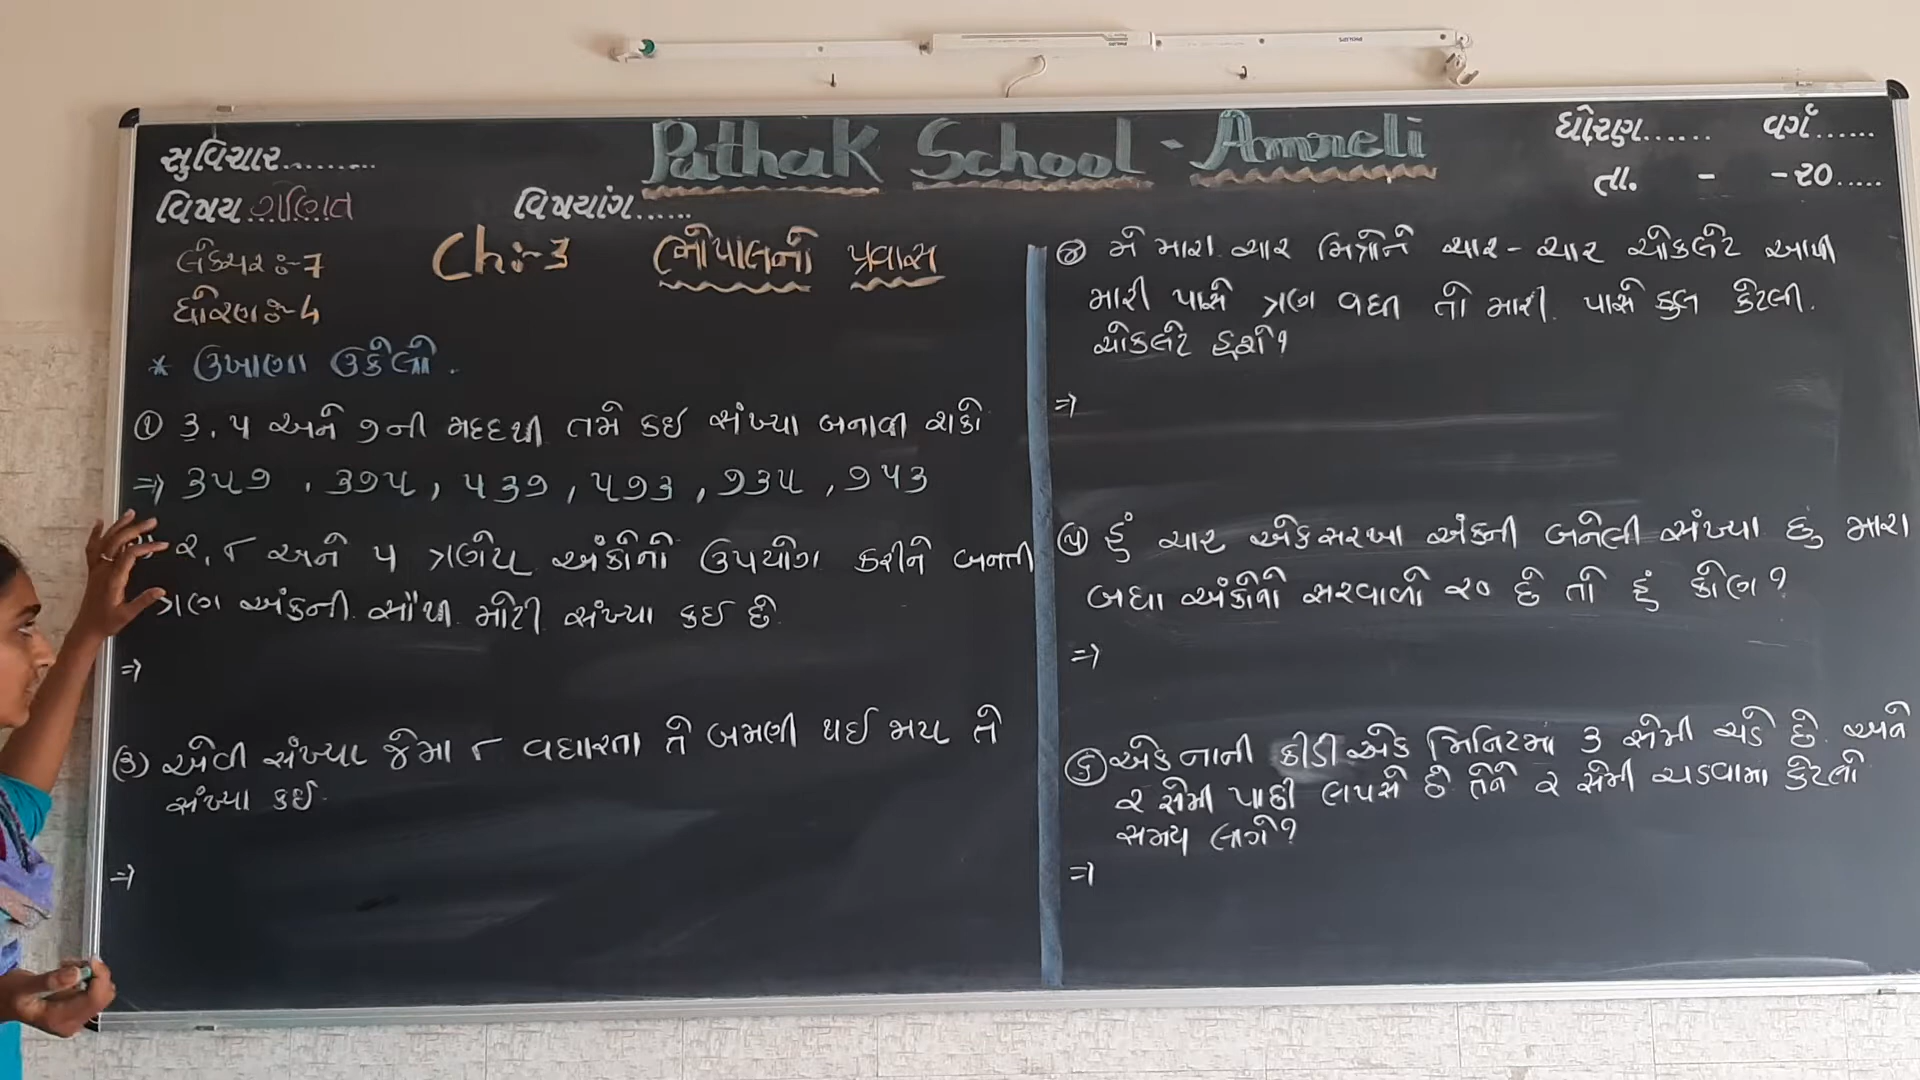 Pathak School - Amreli
સુવિચાર........
વિષય ગણિત
વિષયાંગ......
ધોરણ...... વર્ગ......
તા. - -૨૦.....
લેક્ચર :-7
ધોરણ :-4
Ch:-3 ભોપાલનો પ્રવાસ
* ઉખાણા ઉકેલો.
① ૩, ૫ અને ૭ની મદદથી તમે કઇ સંખ્યા બનાવી શકો
⇒ ૩૫૭, ૩૭૫, ૫૩૭, ૫૭૩, ૭૩૫, ૭૫૩
૨, ૮ અને ૫ ત્રણેય અંકોનો ઉપયોગ કરીને બનતી
ત્રણ અંકની સૌથી મોટી સંખ્યા કઇ છે
⇒
(૩) એવી સંખ્યા જેમા ૮ વધારતા તે બમણી થઈ જાય તે
સંખ્યા કઈ.
⇒
④ મે મારા ચાર મિત્રોને ચાર-ચાર ચોકલેટ આપી
મારી પાસે ત્રણ વધી તો મારી પાસે કુલ કેટલી
ચોકલેટ હશે?
⇒
⑤ હું ચાર એકસરખા અંકની બનેલી સંખ્યા છુ મારા
બધા અંકોનો સરવાળો ૨૦ છે તો હું કોણ?
⇒
⑥ એક નાની કીડી એક મિનિટમા ૩ સેમી ચડે છે અને
૨ સેમી પાછી લપસે છે તેને ૨ સેમી ચડવામા કેટલો
સમય લાગે?
⇒